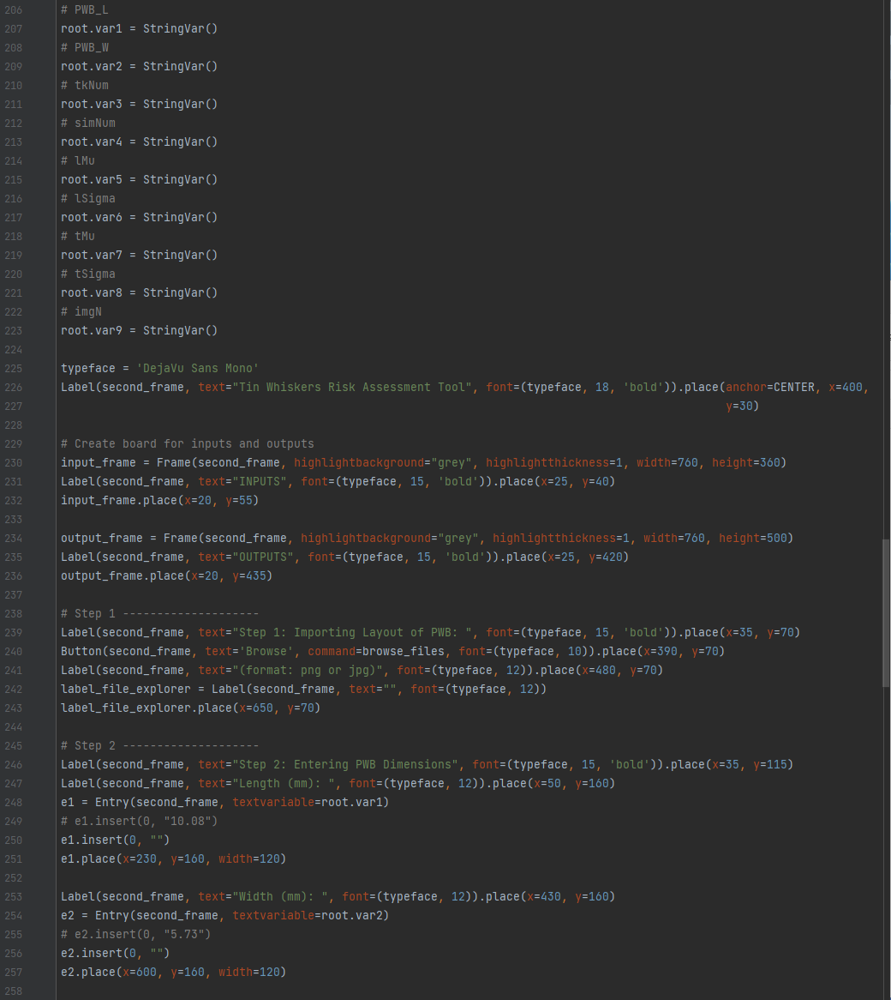 206 # PWB_L
207 root.var1 = StringVar()
208 # PWB_W
209 root.var2 = StringVar()
210 # tkNum
211 root.var3 = StringVar()
212 # simNum
213 root.var4 = StringVar()
214 # lMu
215 root.var5 = StringVar()
216 # lSigma
217 root.var6 = StringVar()
218 # tMu
219 root.var7 = StringVar()
220 # tSigma
221 root.var8 = StringVar()
222 # imgN
223 root.var9 = StringVar()
224
225 typeface = 'DejaVu Sans Mono'
226 Label(second_frame, text="Tin Whiskers Risk Assessment Tool", font=(typeface, 18, 'bold')).place(anchor=CENTER, x=400,
227 y=30)
228
229 # Create board for inputs and outputs
230 input_frame = Frame(second_frame, highlightbackground="grey", highlightthickness=1, width=760, height=360)
231 Label(second_frame, text="INPUTS", font=(typeface, 15, 'bold')).place(x=25, y=40)
232 input_frame.place(x=20, y=55)
233
234 output_frame = Frame(second_frame, highlightbackground="grey", highlightthickness=1, width=760, height=500)
235 Label(second_frame, text="OUTPUTS", font=(typeface, 15, 'bold')).place(x=25, y=420)
236 output_frame.place(x=20, y=435)
237
238 # Step 1 --------------------
239 Label(second_frame, text="Step 1: Importing Layout of PWB: ", font=(typeface, 15, 'bold')).place(x=35, y=70)
240 Button(second_frame, text='Browse', command=browse_files, font=(typeface, 10)).place(x=390, y=70)
241 Label(second_frame, text="(format: png or jpg)", font=(typeface, 12)).place(x=480, y=70)
242 label_file_explorer = Label(second_frame, text="", font=(typeface, 12))
243 label_file_explorer.place(x=650, y=70)
244
245 # Step 2 --------------------
246 Label(second_frame, text="Step 2: Entering PWB Dimensions", font=(typeface, 15, 'bold')).place(x=35, y=115)
247 Label(second_frame, text="Length (mm): ", font=(typeface, 12)).place(x=50, y=160)
248 e1 = Entry(second_frame, textvariable=root.var1)
249 # e1.insert(0, "10.08")
250 e1.insert(0, "")
251 e1.place(x=230, y=160, width=120)
252
253 Label(second_frame, text="Width (mm): ", font=(typeface, 12)).place(x=430, y=160)
254 e2 = Entry(second_frame, textvariable=root.var2)
255 # e2.insert(0, "5.73")
256 e2.insert(0, "")
257 e2.place(x=600, y=160, width=120)
258